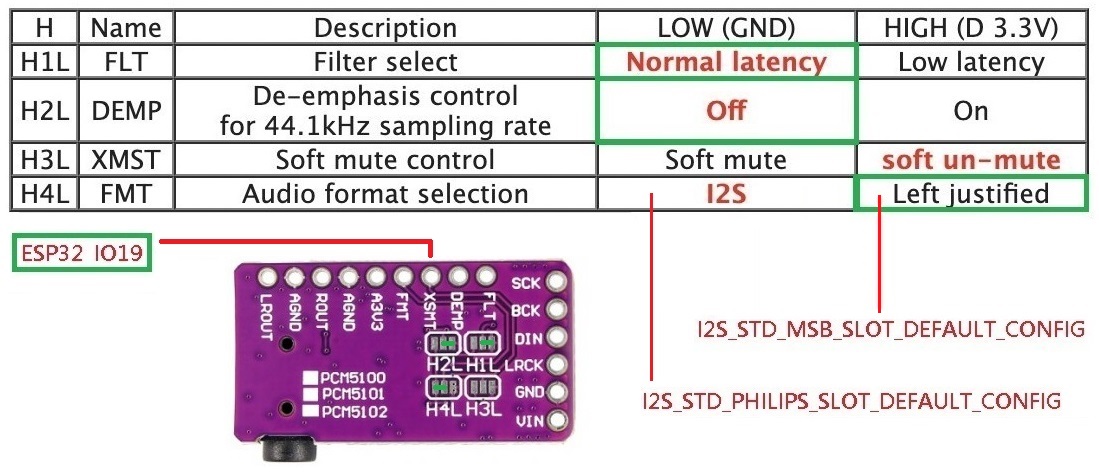 H Name Description LOW (GND) HIGH (D 3.3V)
H1L FLT Filter select Normal latency Low latency
H2L DEMP De-emphasis control
for 44.1kHz sampling rate Off On
H3L XMST Soft mute control Soft mute soft un-mute
H4L FMT Audio format selection I2S Left justified
ESP32 IO19
LROUT AGND ROUT AGND A3V3 FMT XSMT DEMP FLT
SCK
BCK
DIN
LRCK
GND
VIN
H2L H1L
H4L H3L
PCM5100
PCM5101
PCM5102
I2S_STD_MSB_SLOT_DEFAULT_CONFIG
I2S_STD_PHILIPS_SLOT_DEFAULT_CONFIG